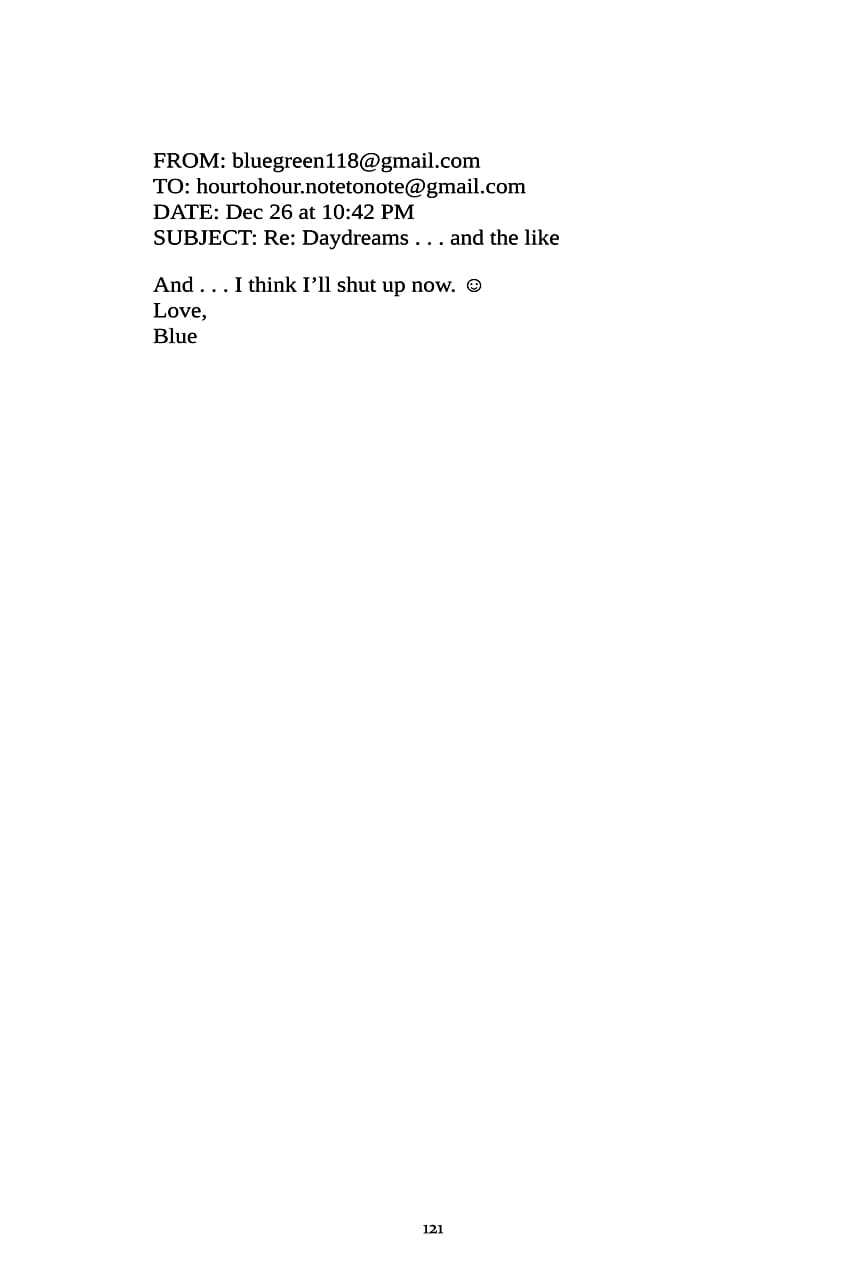 FROM: bluegreen118@gmail.com
TO: hourtohour.notetonote@gmail.com
DATE: Dec 26 at 10:42 PM
SUBJECT: Re: Daydreams . . . and the like
And . . . I think I’ll shut up now. ☺
Love,
Blue
121